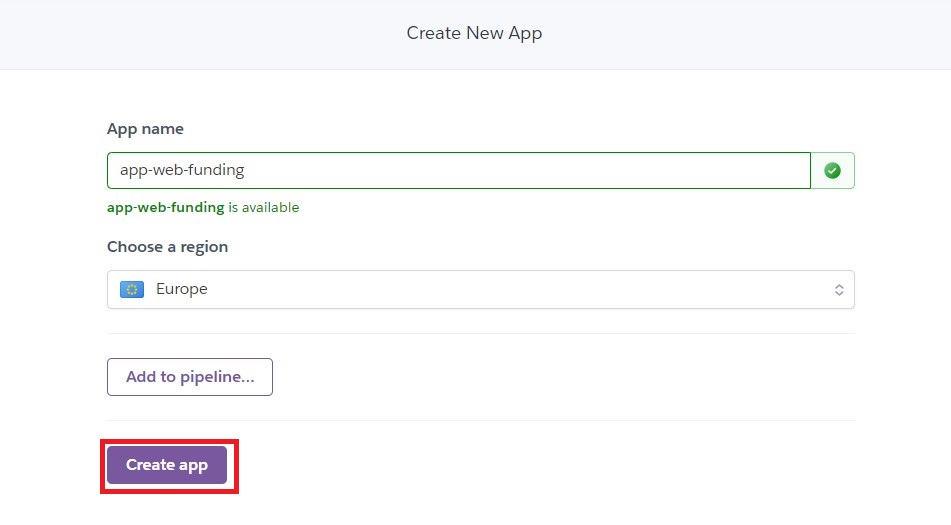 Create New App
App name
app-web-funding
app-web-funding is available
Choose a region
Europe
Add to pipeline...
Create app